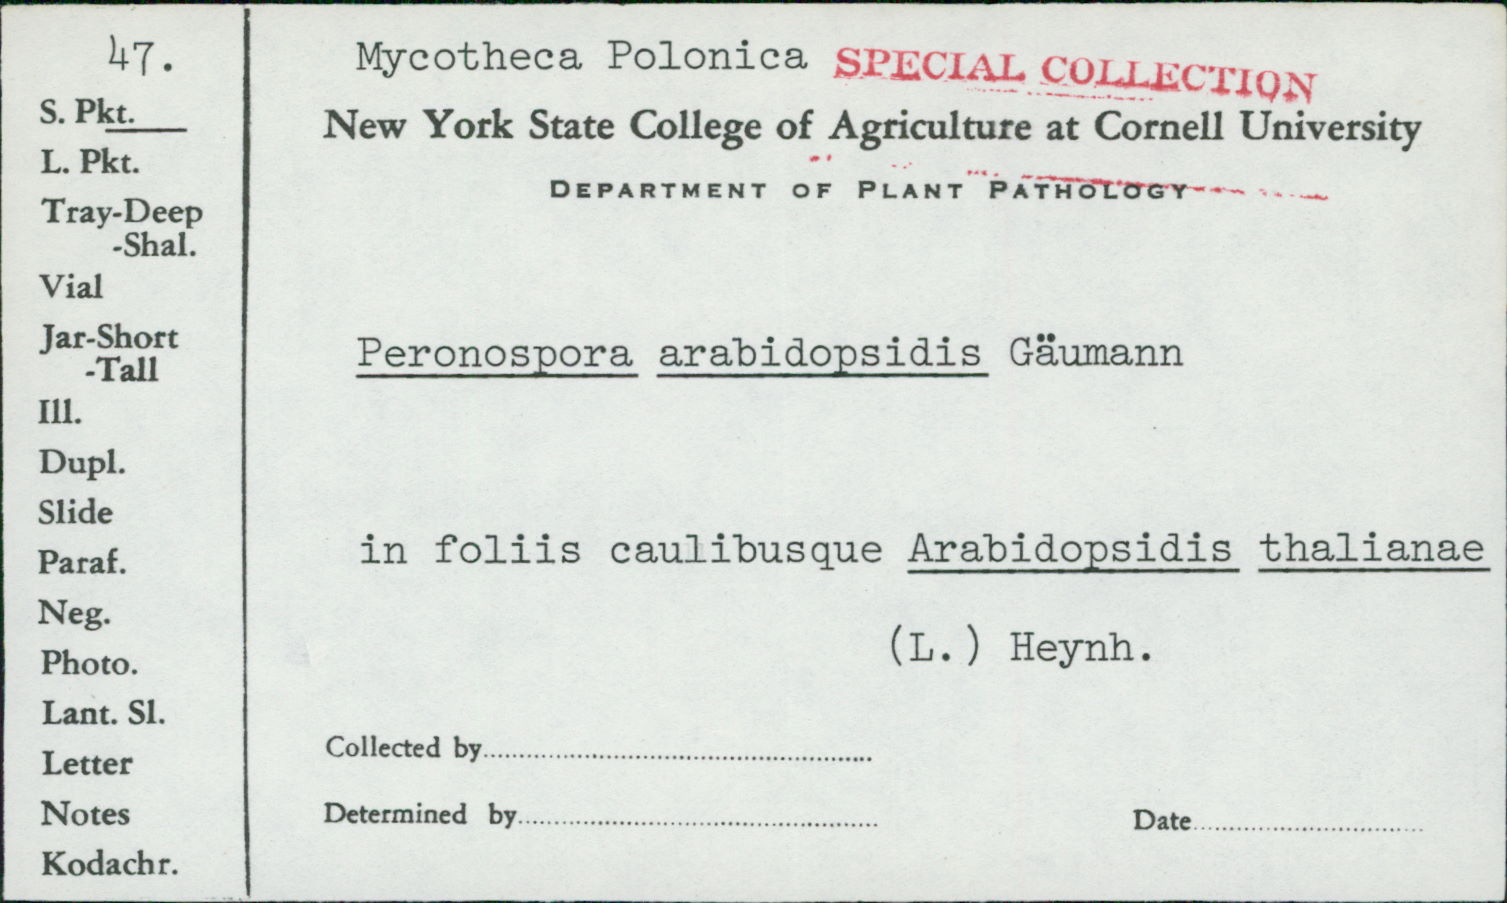 47.
S. Pkt.
L. Pkt.
Tray-Deep
-Shal.
Vial
Jar-Short
-Tall
Ill.
Dupl.
Slide
Paraf.
Neg.
Photo.
Lant. Sl.
Letter
Notes
Kodachr.
Mycotheca Polonica SPECIAL COLLECTION
New York State College of Agriculture at Cornell University
DEPARTMENT OF PLANT PATHOLOGY
Peronospora arabidopsidis Gäumann
in foliis caulibusque Arabidopsidis thalianae
(L.) Heynh.
Collected by
Determined by
Date